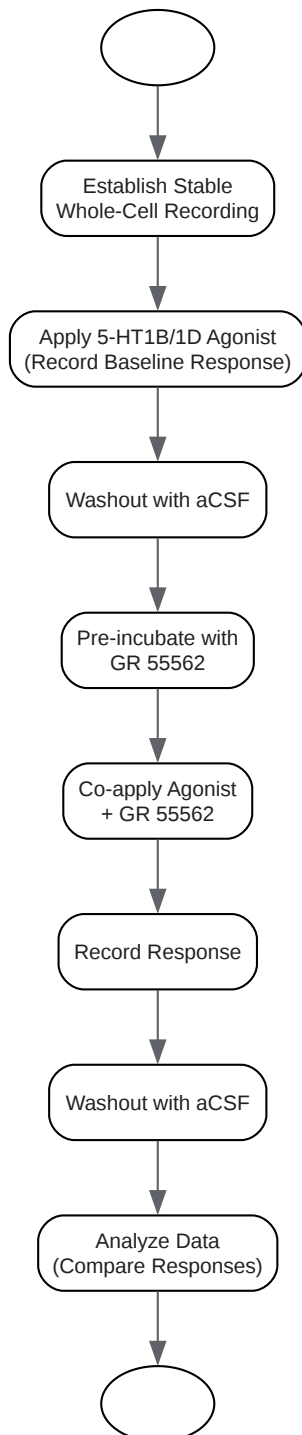 Establish Stable
Whole-Cell Recording
Apply 5-HT1B/1D Agonist
(Record Baseline Response)
Washout with aCSF
Pre-incubate with
GR 55562
Co-apply Agonist
+ GR 55562
Record Response
Washout with aCSF
Analyze Data
(Compare Responses)